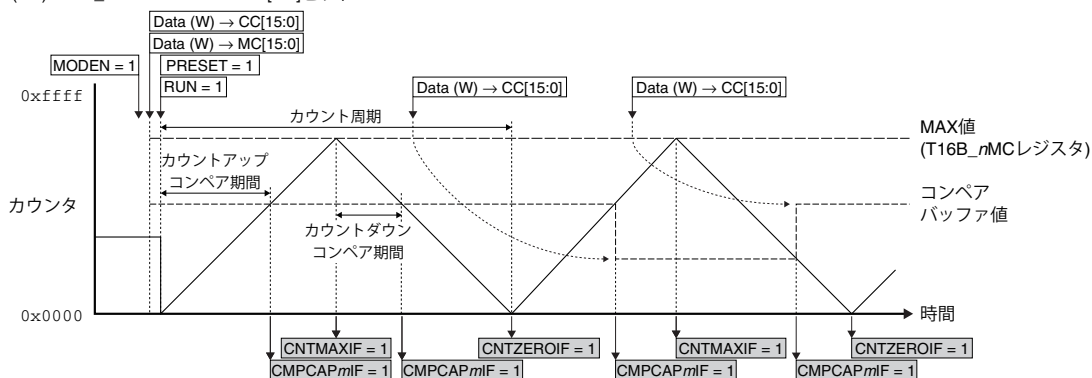 Data (W) → CC[15:0]
Data (W) → MC[15:0]
MODEN = 1
PRESET = 1
RUN = 1
Data (W) → CC[15:0]
Data (W) → CC[15:0]
0xffff
カウント周期
MAX値
(T16B_nMCレジスタ)
カウントアップ
コンペア期間
カウンタ
コンペア
バッファ値
カウントダウン
コンペア期間
0x0000
時間
CNTMAXIF = 1
CNTZEROIF = 1
CNTMAXIF = 1
CNTZEROIF = 1
CMPCAPmIF = 1
CMPCAPmIF = 1
CMPCAPmIF = 1
CMPCAPmIF = 1